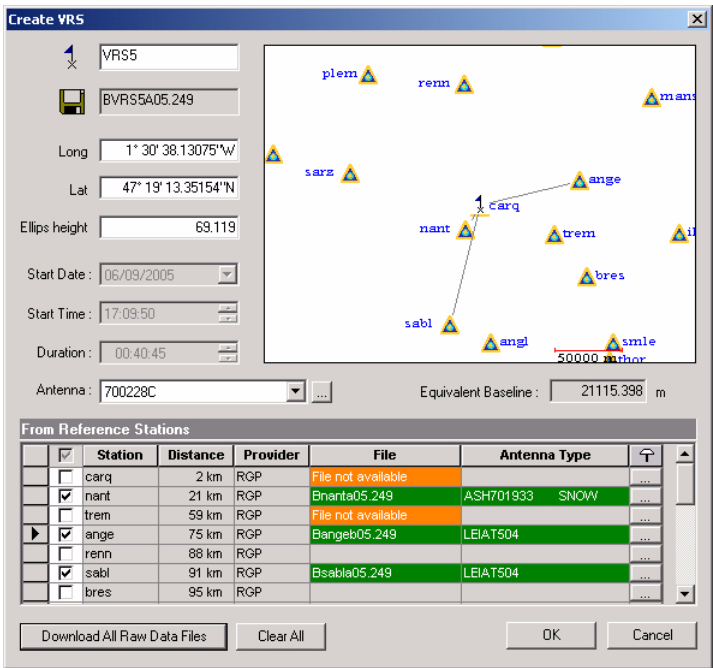 Create VRS
VRS5
BVRS5A05.249
Long 1° 30' 38.13075"W
Lat 47° 19' 13.35154"N
Ellips height 69.119
Start Date : 06/09/2005
Start Time : 17:09:50
Duration : 00:40:45
Antenna : 700228C ...
plem
renn
mans
sarz
ange
carq
nant
trem
il
bres
sabl
angl
smle
50000 m
thor
Equivalent Baseline : 21115.398 m
From Reference Stations
Station Distance Provider File Antenna Type
carq 2 km RGP File not available ...
nant 21 km RGP Bnanta05.249 ASH701933 SNOW ...
trem 59 km RGP File not available ...
ange 75 km RGP Bangeb05.249 LEIAT504 ...
renn 88 km RGP ...
sabl 91 km RGP Bsabla05.249 LEIAT504 ...
bres 95 km RGP ...
Download All Raw Data Files Clear All OK Cancel